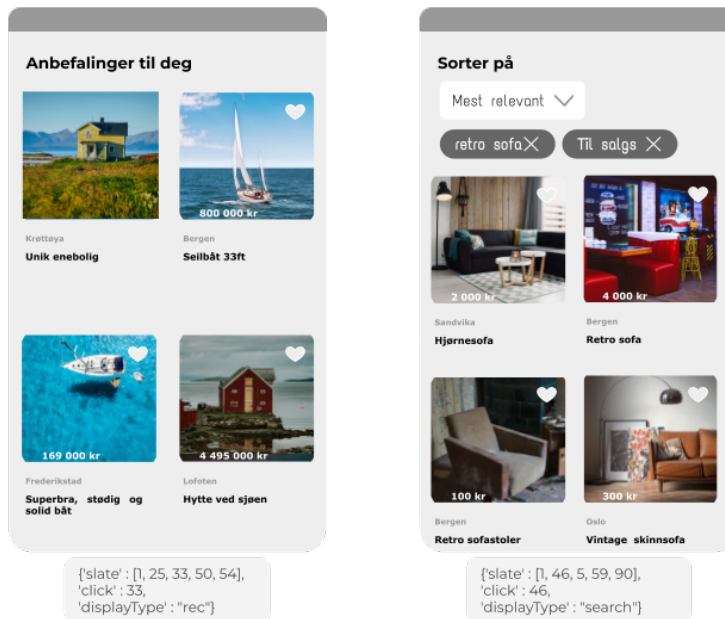 Anbefalinger til deg
800 000 kr
Krøttøya
Unik enebolig
Bergen
Seilbåt 33ft
169 000 kr
4 495 000 kr
Frederikstad
Superbra, stødig og
solid båt
Lofoten
Hytte ved sjøen
{'slate' : [1, 25, 33, 50, 54],
'click' : 33,
'displayType' : "rec"}
Sorter på
Mest relevant
retro sofa
Til salgs
2 000 kr
4 000 kr
Sandvika
Hjørnesofa
Bergen
Retro sofa
100 kr
300 kr
Bergen
Retro sofastoler
Oslo
Vintage skinnsofa
{'slate' : [1, 46, 5, 59, 90],
'click' : 46,
'displayType' : "search"}